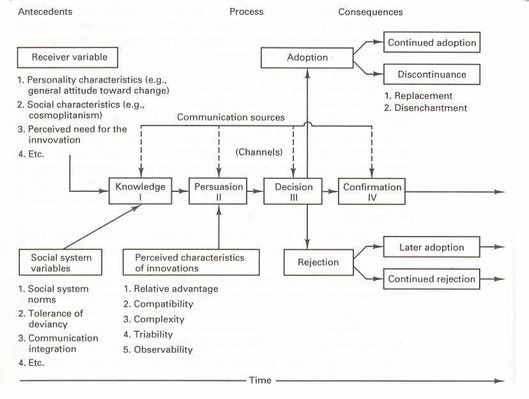 Antecedents
Process
Consequences
Receiver variable
1. Personality characteristics (e.g.,
general attitude toward change)
2. Social characteristics (e.g.,
cosmoplitanism)
3. Perceived need for the
innvovation
4. Etc.
Adoption
Continued adoption
Discontinuance
1. Replacement
2. Disenchantment
Communication sources
(Channels)
Knowledge
I
Persuasion
II
Decision
III
Confirmation
IV
Social system
variables
1. Social system
norms
2. Tolerance of
deviancy
3. Communication
integration
4. Etc.
Perceived characteristics
of innovations
1. Relative advantage
2. Compatibility
3. Complexity
4. Triability
5. Observability
Rejection
Later adoption
Continued rejection
Time